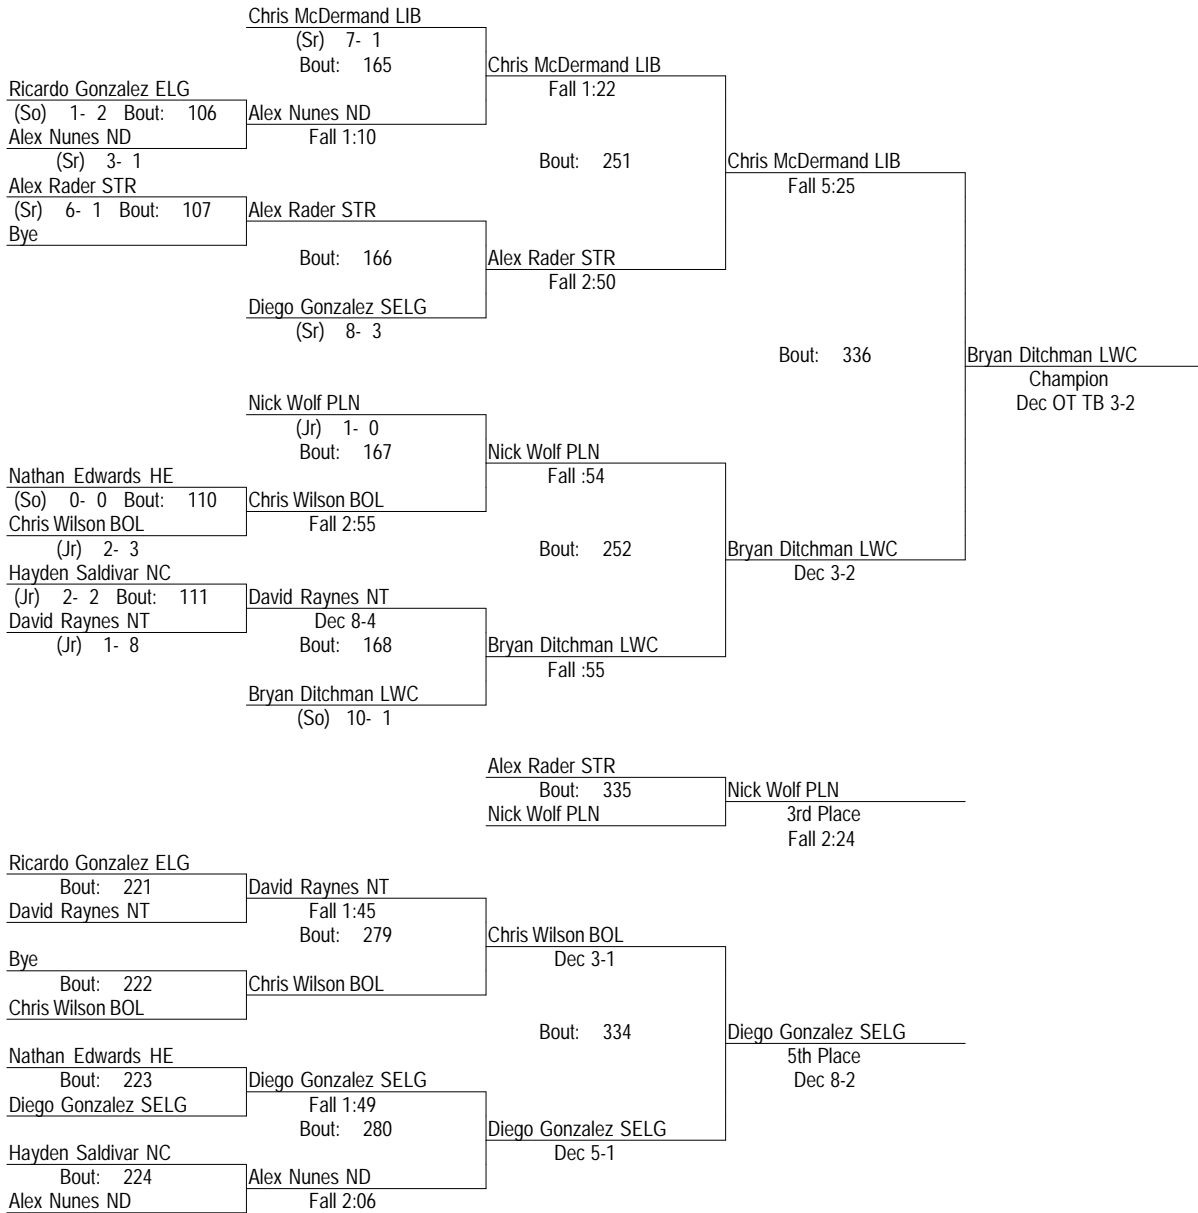 Chris McDermand LIB
(Sr) 7- 1
Bout: 165
Chris McDermand LIB
Fall 1:22
Ricardo Gonzalez ELG
(So) 1- 2 Bout: 106
Alex Nunes ND
Alex Nunes ND
Fall 1:10
(Sr) 3- 1
Bout: 251
Chris McDermand LIB
Fall 5:25
Alex Rader STR
(Sr) 6- 1 Bout: 107
Alex Rader STR
Bye
Bout: 166
Alex Rader STR
Fall 2:50
Diego Gonzalez SELG
(Sr) 8- 3
Bout: 336
Bryan Ditchman LWC
Champion
Dec OT TB 3-2
Nick Wolf PLN
(Jr) 1- 0
Bout: 167
Nick Wolf PLN
Fall :54
Nathan Edwards HE
(So) 0- 0 Bout: 110
Chris Wilson BOL
Chris Wilson BOL
Fall 2:55
(Jr) 2- 3
Bout: 252
Bryan Ditchman LWC
Dec 3-2
Hayden Saldivar NC
(Jr) 2- 2 Bout: 111
David Raynes NT
David Raynes NT
Dec 8-4
(Jr) 1- 8
Bout: 168
Bryan Ditchman LWC
Fall :55
Bryan Ditchman LWC
(So) 10- 1
Alex Rader STR
Bout: 335
Nick Wolf PLN
Nick Wolf PLN
3rd Place
Fall 2:24
Ricardo Gonzalez ELG
Bout: 221
David Raynes NT
David Raynes NT
Fall 1:45
Bout: 279
Chris Wilson BOL
Dec 3-1
Bye
Bout: 222
Chris Wilson BOL
Chris Wilson BOL
Bout: 334
Diego Gonzalez SELG
5th Place
Dec 8-2
Nathan Edwards HE
Bout: 223
Diego Gonzalez SELG
Diego Gonzalez SELG
Fall 1:49
Bout: 280
Diego Gonzalez SELG
Dec 5-1
Hayden Saldivar NC
Bout: 224
Alex Nunes ND
Alex Nunes ND
Fall 2:06